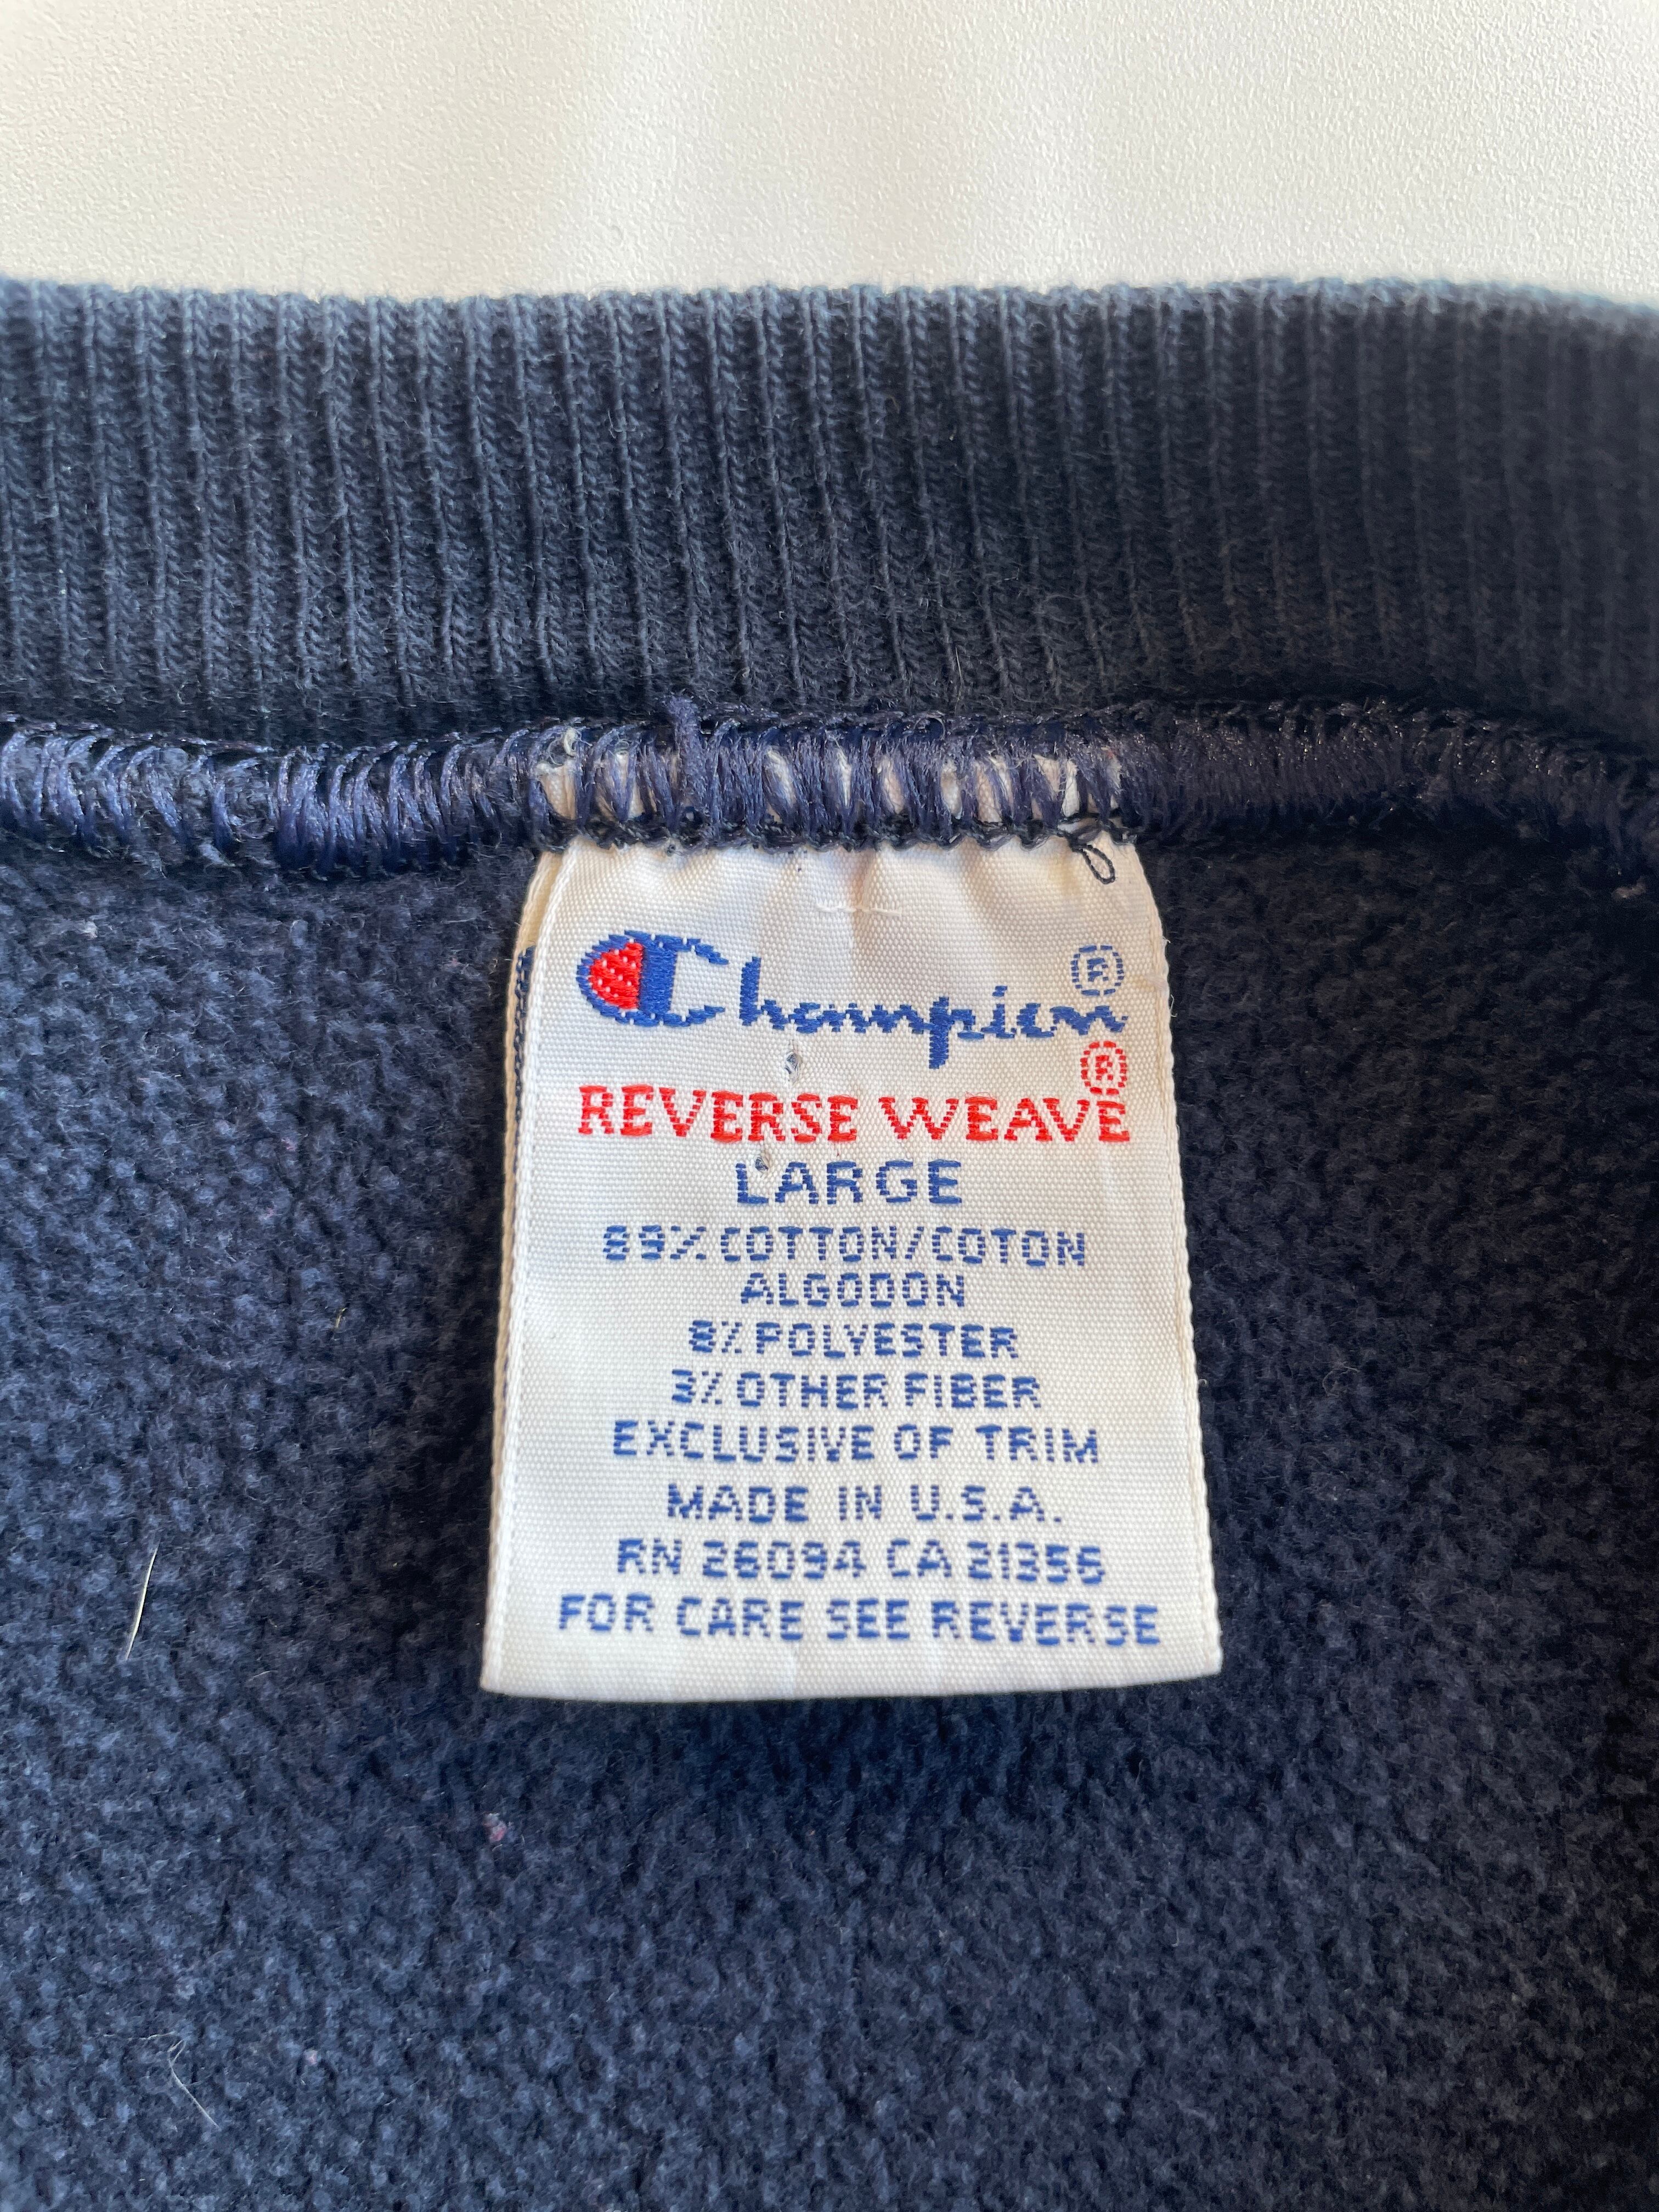 Champion®
REVERSE WEAVE®
LARGE
89% COTTON/COTON
ALGODON
8% POLYESTER
3% OTHER FIBER
EXCLUSIVE OF TRIM
MADE IN U.S.A.
RN 26094 CA 21356
FOR CARE SEE REVERSE